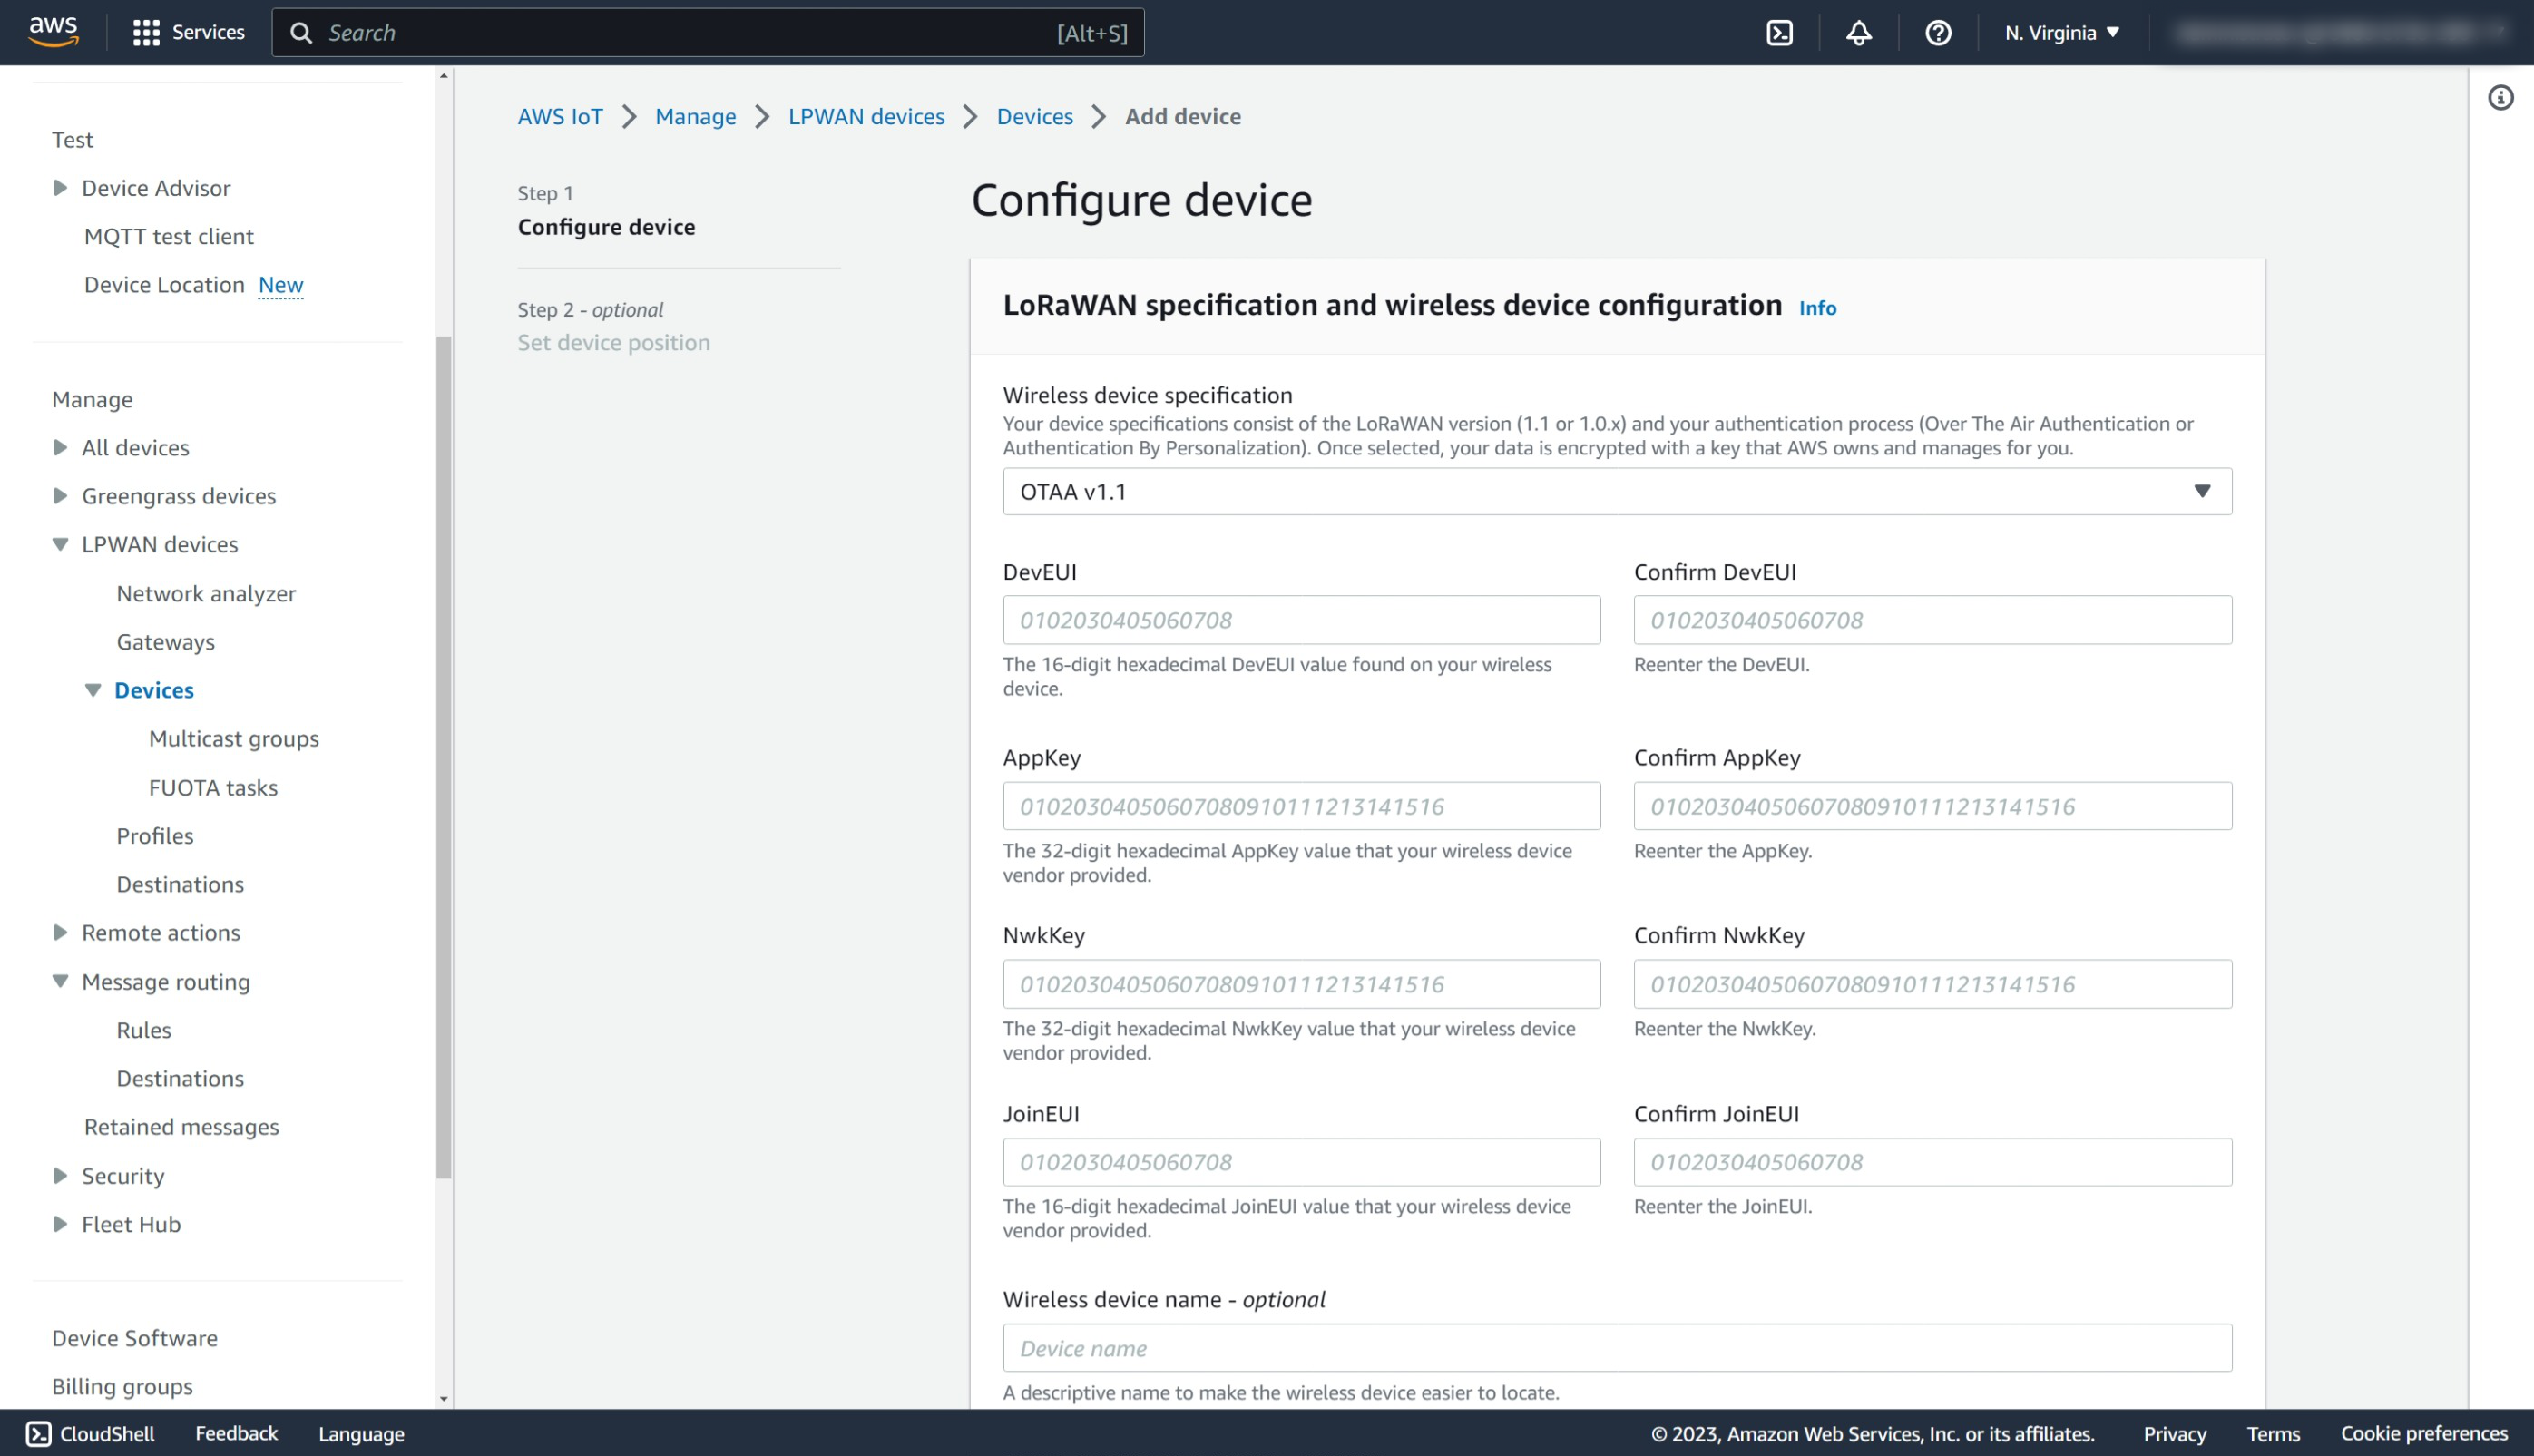 aws
Services
Search
[Alt+S]
N. Virginia
Test
Device Advisor
MQTT test client
Device Location New
Manage
All devices
Greengrass devices
LPWAN devices
Network analyzer
Gateways
Devices
Multicast groups
FUOTA tasks
Profiles
Destinations
Remote actions
Message routing
Rules
Destinations
Retained messages
Security
Fleet Hub
Device Software
Billing groups
AWS IoT > Manage > LPWAN devices > Devices > Add device
Step 1
Configure device
Step 2 - optional
Set device position
Configure device
LoRaWAN specification and wireless device configuration Info
Wireless device specification
Your device specifications consist of the LoRaWAN version (1.1 or 1.0.x) and your authentication process (Over The Air Authentication or
Authentication By Personalization). Once selected, your data is encrypted with a key that AWS owns and manages for you.
OTAA v1.1
DevEUI
0102030405060708
The 16-digit hexadecimal DevEUI value found on your wireless
device.
Confirm DevEUI
0102030405060708
Reenter the DevEUI.
AppKey
01020304050607080910111213141516
The 32-digit hexadecimal AppKey value that your wireless device
vendor provided.
Confirm AppKey
01020304050607080910111213141516
Reenter the AppKey.
NwkKey
01020304050607080910111213141516
The 32-digit hexadecimal NwkKey value that your wireless device
vendor provided.
Confirm NwkKey
01020304050607080910111213141516
Reenter the NwkKey.
JoinEUI
0102030405060708
The 16-digit hexadecimal JoinEUI value that your wireless device
vendor provided.
Confirm JoinEUI
0102030405060708
Reenter the JoinEUI.
Wireless device name - optional
Device name
A descriptive name to make the wireless device easier to locate.
CloudShell
Feedback
Language
© 2023, Amazon Web Services, Inc. or its affiliates.
Privacy
Terms
Cookie preferences